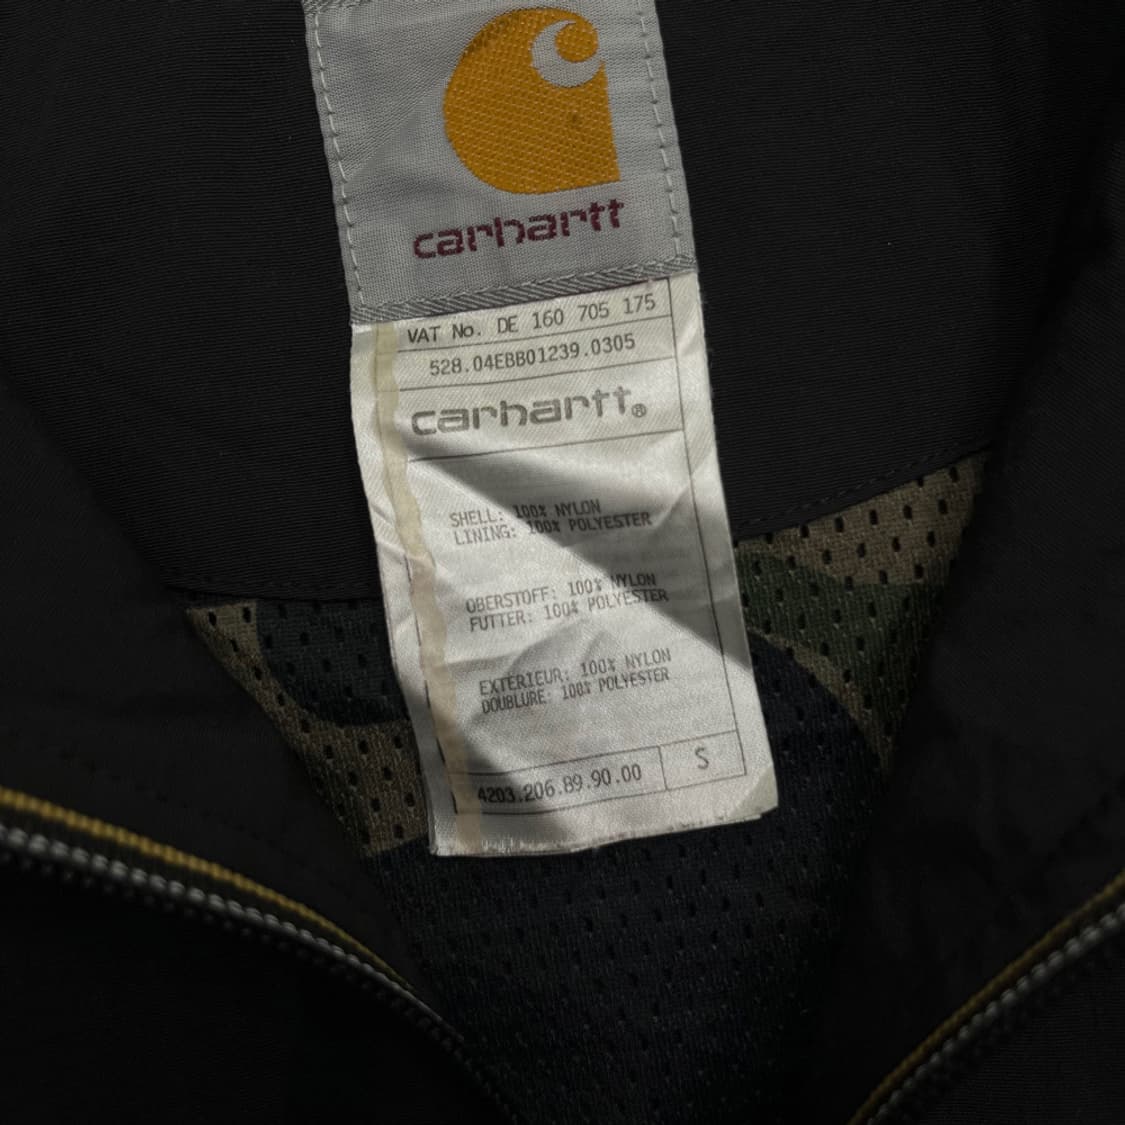 carhartt
VAT No. DE 160 705 175
528.04EBB01239.0305
carhartt®
SHELL: 100% NYLON
LINING: 100% POLYESTER
OBERSTOFF: 100% NYLON
FUTTER: 100% POLYESTER
EXTERIEUR: 100% NYLON
DOUBLURE: 100% POLYESTER
4203.206.89.90.00 S